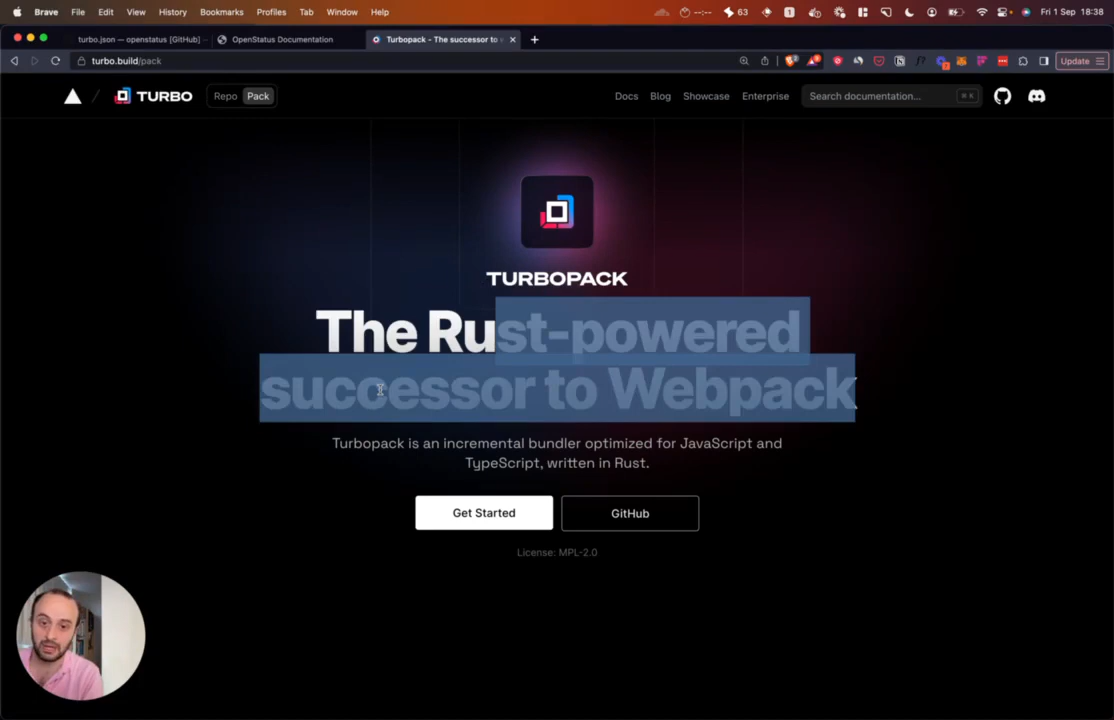 Brave File Edit View History Bookmarks Profiles Tab Window Help
--:-- 63 Fri 1 Sep 18:38
turbo.json — openstatus [GitHub]
OpenStatus Documentation
Turbopack – The successor to
turbo.build/pack
Update
TURBO
Repo Pack
Docs Blog Showcase Enterprise
Search documentation... ⌘ K
TURBOPACK
The Rust-powered
successor to Webpack
Turbopack is an incremental bundler optimized for JavaScript and
TypeScript, written in Rust.
Get Started
GitHub
License: MPL-2.0